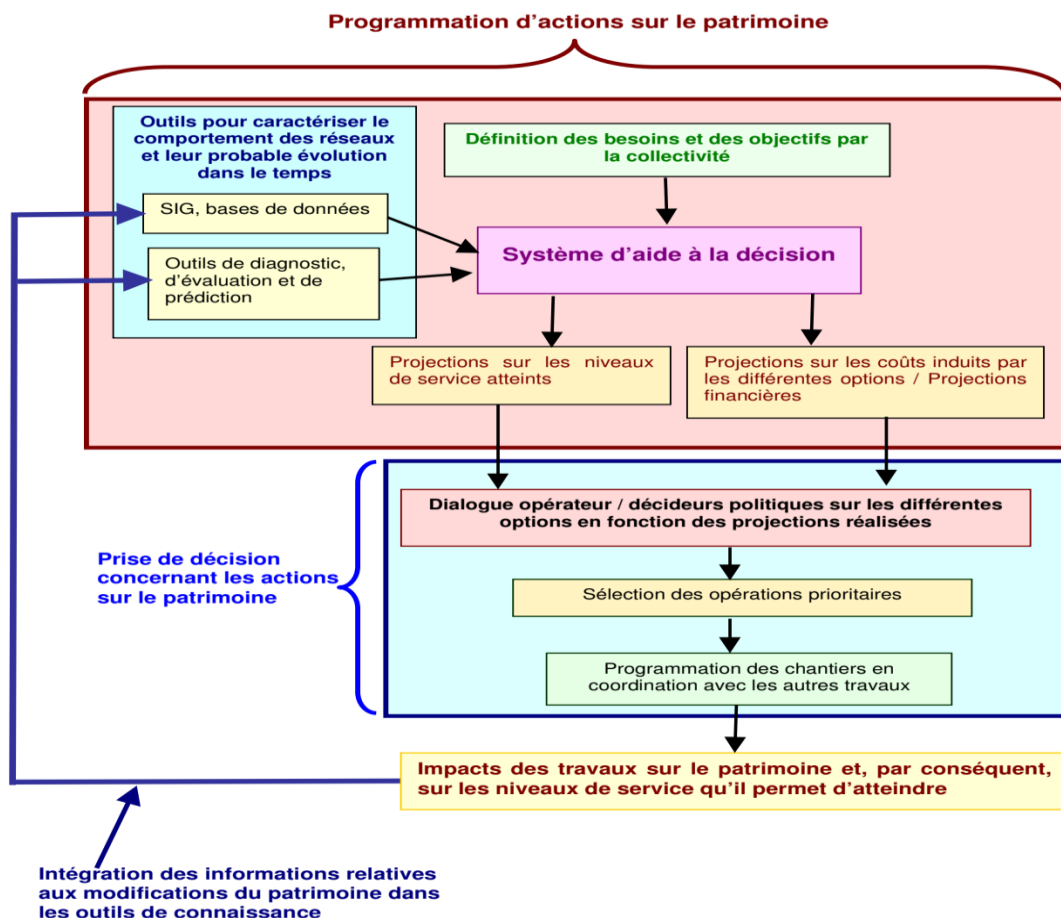 Programmation d'actions sur le patrimoine
Outils pour caractériser le
comportement des réseaux
et leur probable évolution
dans le temps
Définition des besoins et des objectifs par
la collectivité
SIG, bases de données
Système d'aide à la décision
Outils de diagnostic,
d'évaluation et de
prédiction
Projections sur les niveaux
de service atteints
Projections sur les coûts induits par
les différentes options / Projections
financières
Dialogue opérateur / décideurs politiques sur les différentes
options en fonction des projections réalisées
Prise de décision
concernant les actions
sur le patrimoine
Sélection des opérations prioritaires
Programmation des chantiers en
coordination avec les autres travaux
Impacts des travaux sur le patrimoine et, par conséquent,
sur les niveaux de service qu'il permet d'atteindre
Intégration des informations relatives
aux modifications du patrimoine dans
les outils de connaissance